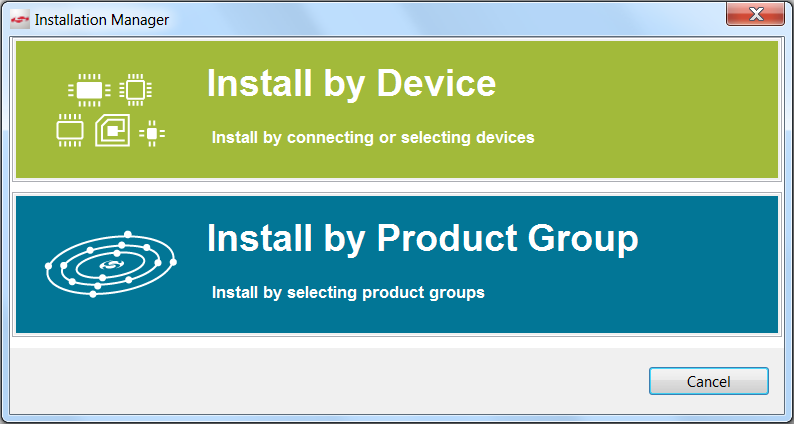 Installation Manager
Install by Device
Install by connecting or selecting devices
Install by Product Group
Install by selecting product groups
Cancel